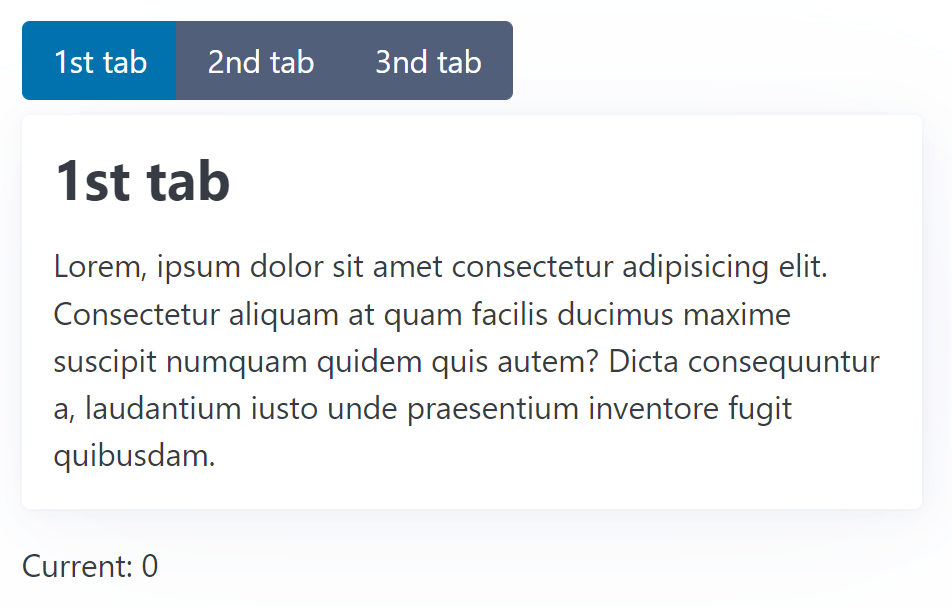 1st tab 2nd tab 3nd tab
1st tab
Lorem, ipsum dolor sit amet consectetur adipisicing elit.
Consectetur aliquam at quam facilis ducimus maxime
suscipit numquam quidem quis autem? Dicta consequuntur
a, laudantium iusto unde praesentium inventore fugit
quibusdam.
Current: 0